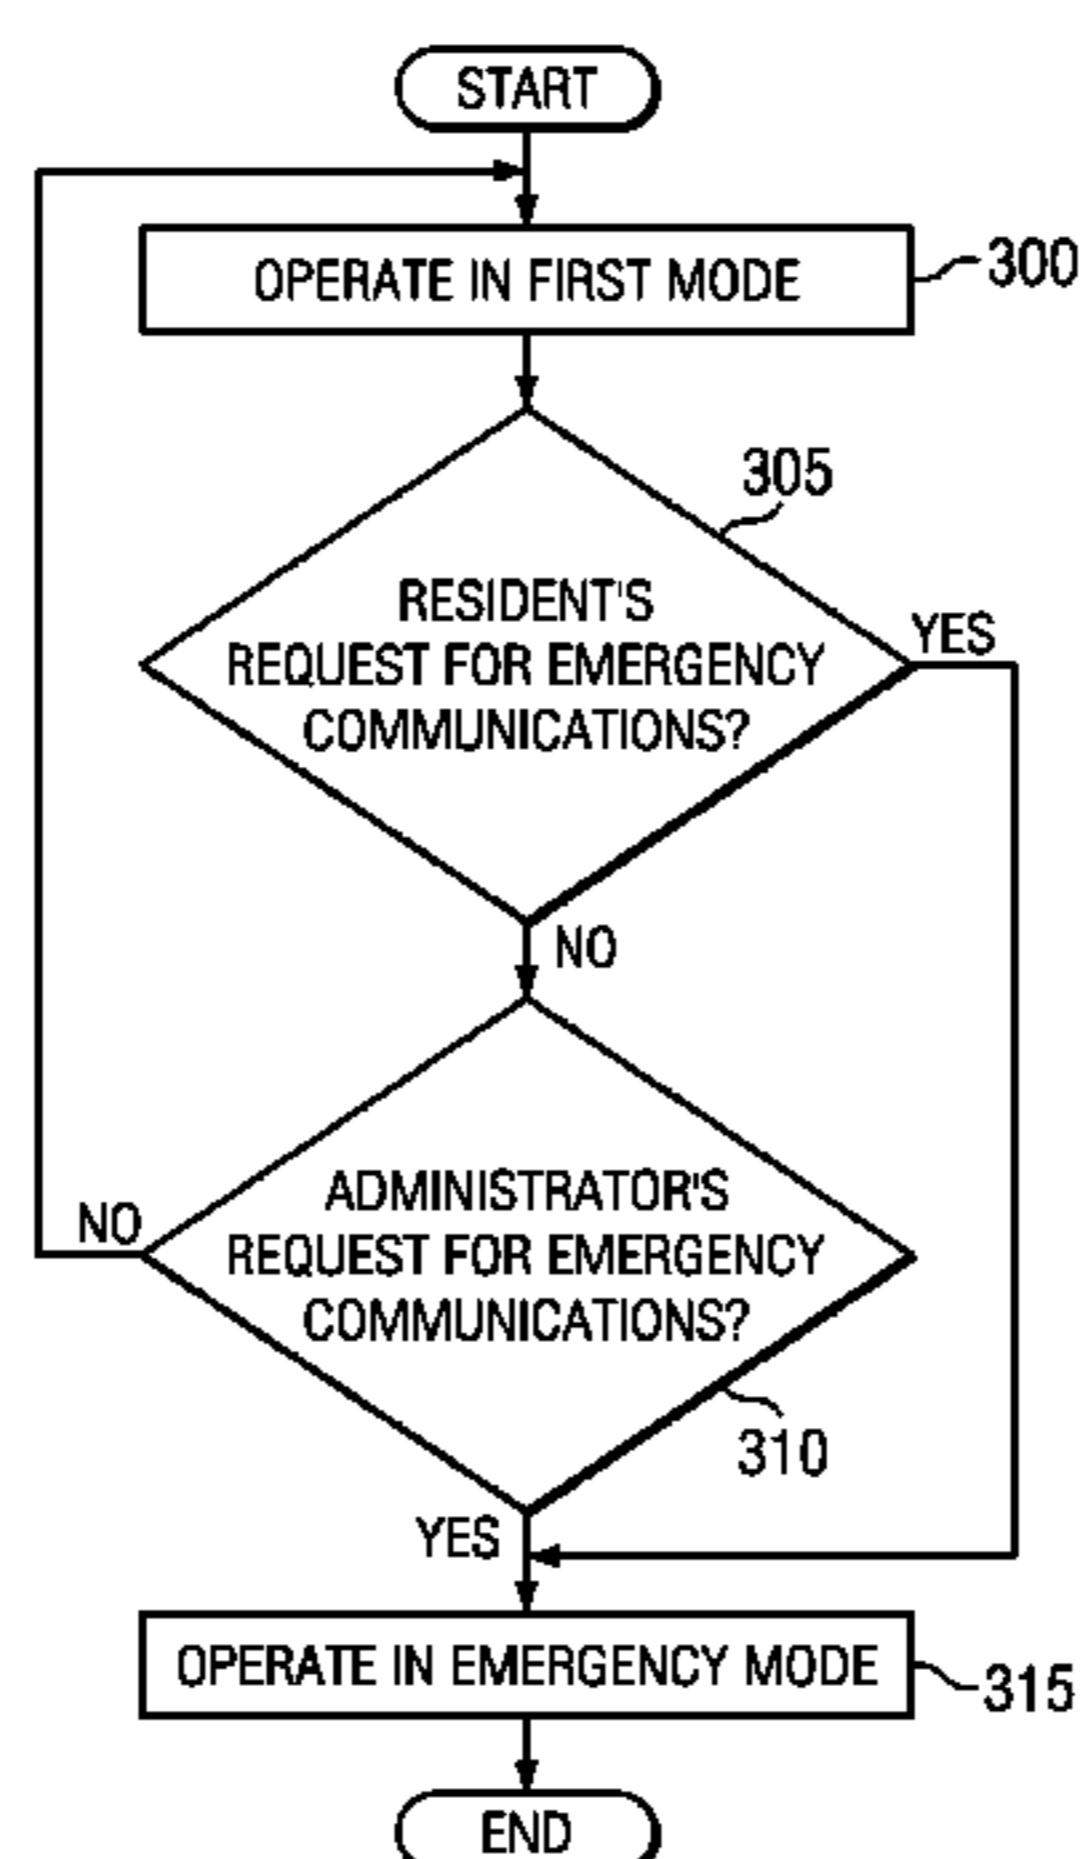 START
OPERATE IN FIRST MODE
300
305
RESIDENT'S
REQUEST FOR EMERGENCY
COMMUNICATIONS?
YES
NO
ADMINISTRATOR'S
REQUEST FOR EMERGENCY
COMMUNICATIONS?
NO
310
YES
OPERATE IN EMERGENCY MODE
315
END